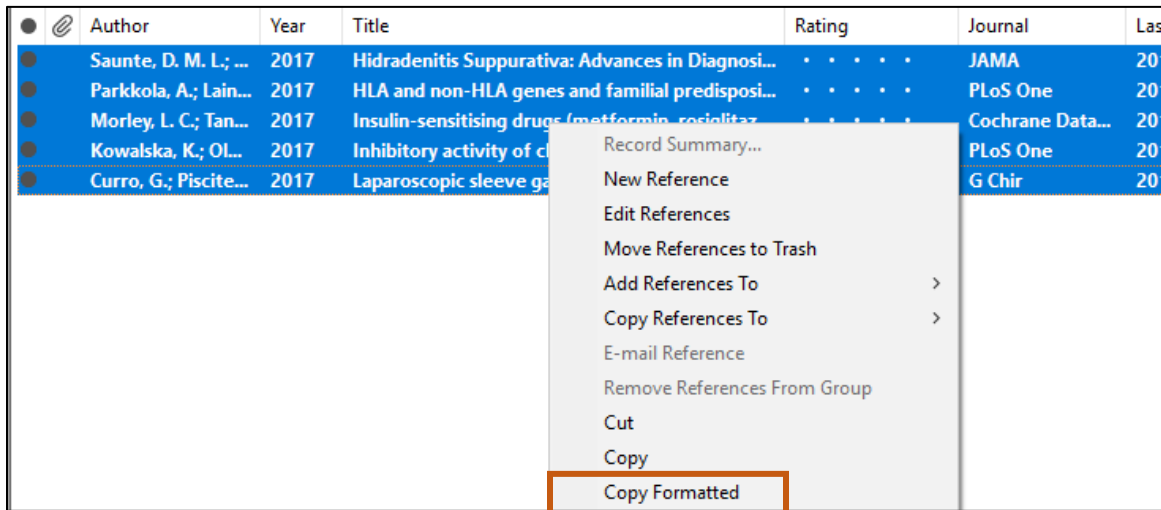 Author Year Title Rating Journal Las
Saunte, D. M. L.; ... 2017 Hidradenitis Suppurativa: Advances in Diagnosi... JAMA 20
Parkkola, A.; Lain... 2017 HLA and non-HLA genes and familial predisposi... PLoS One 20
Morley, L. C.; Tan... 2017 Insulin-sensitising drugs (metformin, rosiglitaz... Cochrane Data... 20
Kowalska, K.; Ol... 2017 Inhibitory activity of PLoS One 20
Curro, G.; Piscite... 2017 Laparoscopic sleeve G Chir 20
Record Summary...
New Reference
Edit References
Move References to Trash
Add References To >
Copy References To >
E-mail Reference
Remove References From Group
Cut
Copy
Copy Formatted